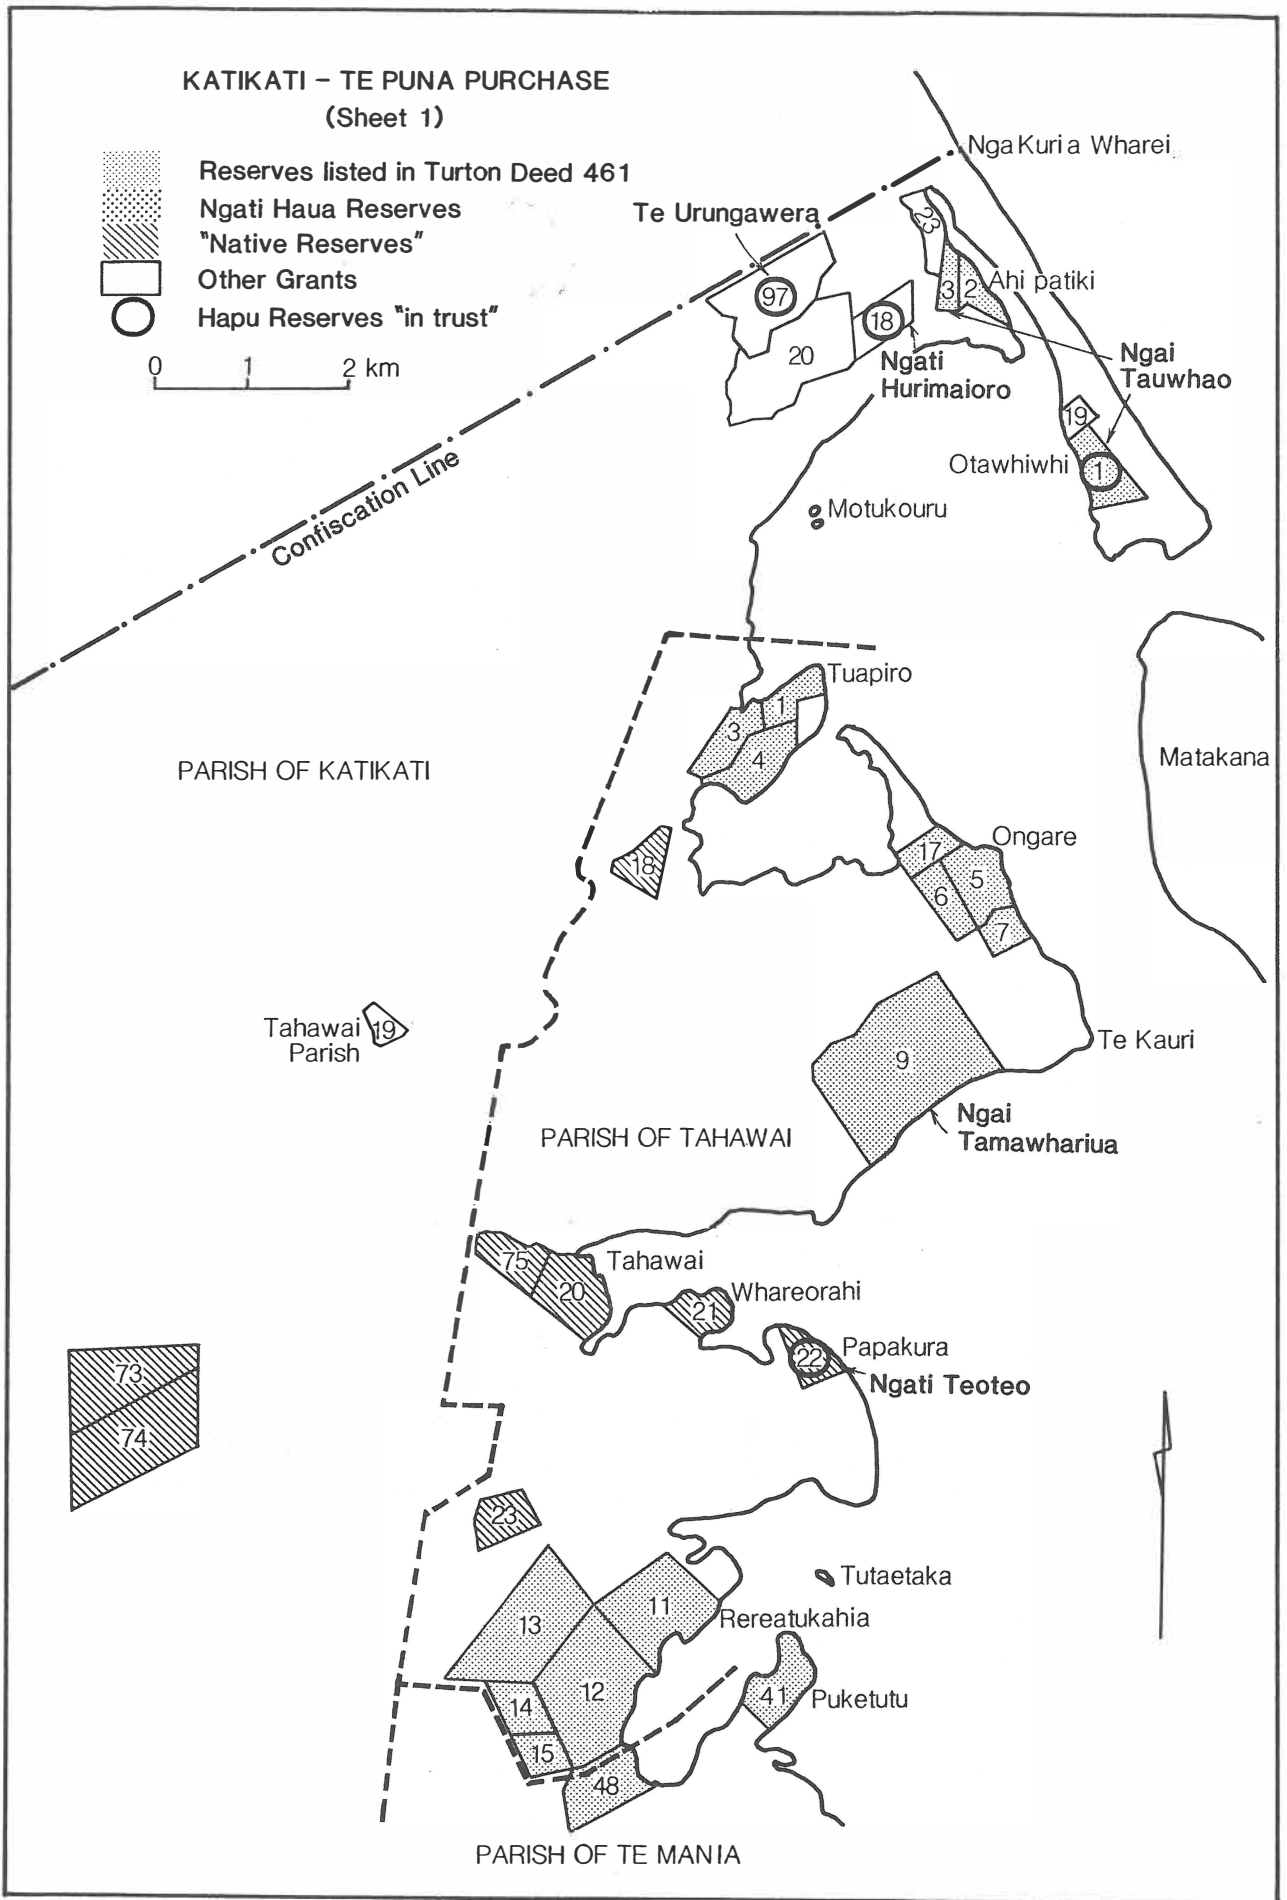 KATIKATI – TE PUNA PURCHASE
(Sheet 1)
Reserves listed in Turton Deed 461
Ngati Haua Reserves
"Native Reserves"
Other Grants
Hapu Reserves "in trust"
0 1 2 km
Nga Kuri a Wharei
Te Urungawera
23
97
3 2
Ahi patiki
18
20
Ngati
Hurimaioro
Ngai
Tauwhao
19
Otawhiwhi
1
Confiscation Line
Motukouru
Tuapiro
1
3
4
PARISH OF KATIKATI
Matakana
18
Ongare
17
5
6
7
Tahawai
Parish
19
Te Kauri
9
Ngai
Tamawhariua
PARISH OF TAHAWAI
75
20
Tahawai
21
Whareorahi
22
Papakura
Ngati Teoteo
73
74
23
Tutaetaka
11
13
Rereatukahia
12
14
41
Puketutu
15
48
PARISH OF TE MANIA